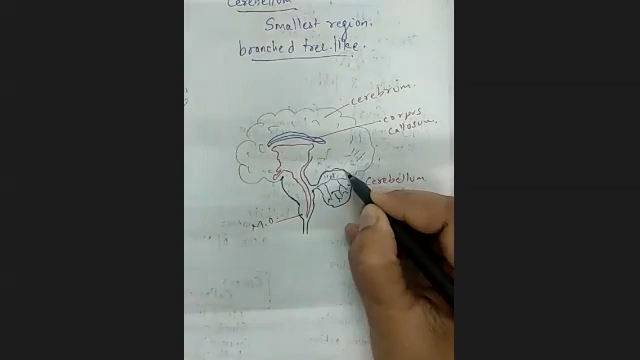 Cerebellum
Smallest region.
branched tree like.
cerebrum.
corpus
callosum.
Cerebellum
M.O.